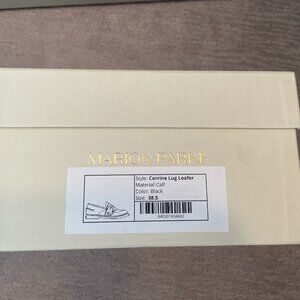 MARION PARKE
Style: Corrine Lug Loafer
Material: Calf
Color: Black
Size: 38.5